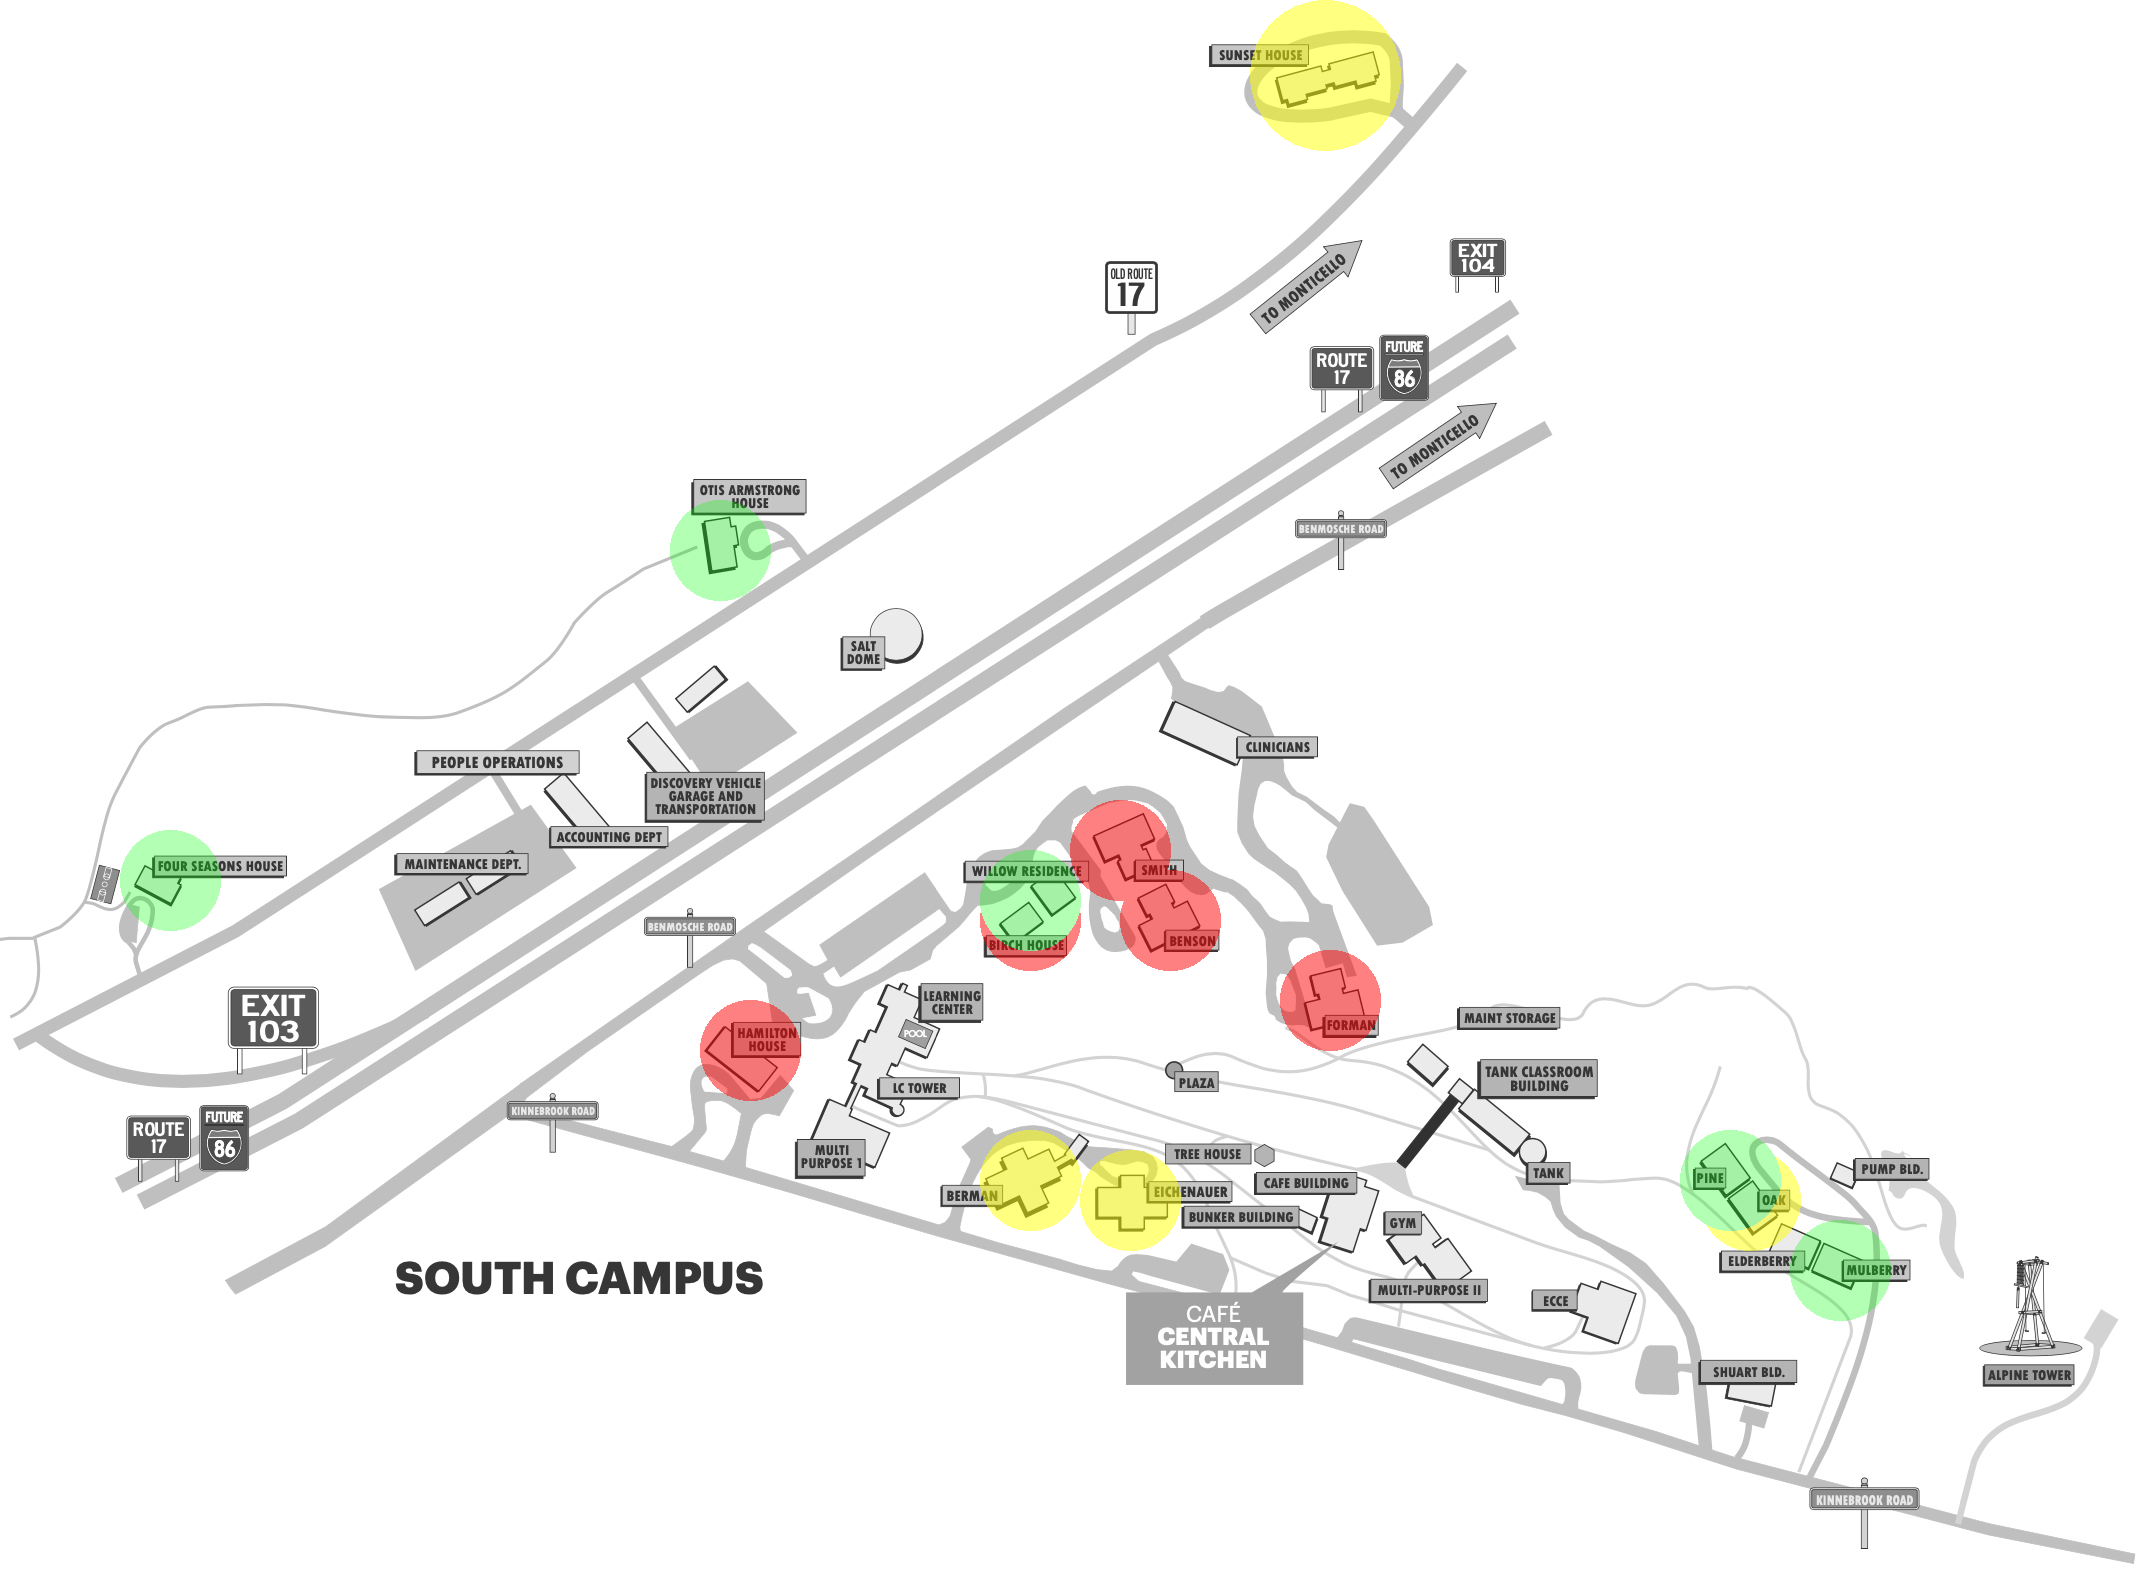 SUNSET HOUSE
EXIT
104
OLD ROUTE
17
TO MONTICELLO
ROUTE
17
FUTURE
86
TO MONTICELLO
BENMOSCHE ROAD
OTIS ARMSTRONG
HOUSE
SALT
DOME
CLINICIANS
PEOPLE OPERATIONS
DISCOVERY VEHICLE
GARAGE AND
TRANSPORTATION
ACCOUNTING DEPT
MAINTENANCE DEPT.
FOUR SEASONS HOUSE
WILLOW RESIDENCE
SMITH
BIRCH HOUSE
BENSON
BENMOSCHE ROAD
EXIT
103
LEARNING
CENTER
POOL
HAMILTON
HOUSE
FORMAN
MAINT STORAGE
LC TOWER
PLAZA
TANK CLASSROOM
BUILDING
KINNEBROOK ROAD
ROUTE
17
FUTURE
86
MULTI
PURPOSE 1
TREE HOUSE
TANK
PUMP BLD.
PINE
OAK
BERMAN
EICHENAUER
CAFE BUILDING
BUNKER BUILDING
GYM
ELDERBERRY
MULBERRY
SOUTH CAMPUS
MULTI-PURPOSE II
ECCE
CAFÉ
CENTRAL
KITCHEN
SHUART BLD.
ALPINE TOWER
KINNEBROOK ROAD